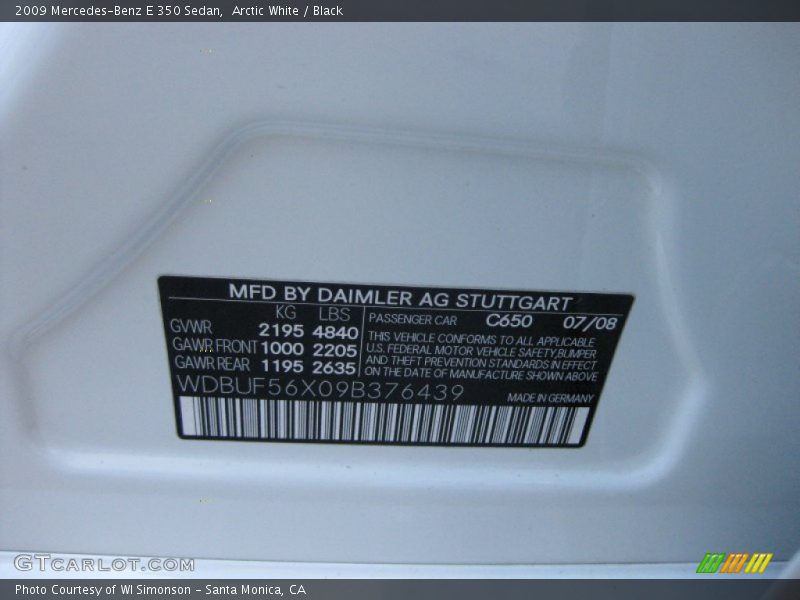 2009 Mercedes-Benz E 350 Sedan, Arctic White / Black
MFD BY DAIMLER AG STUTTGART
KG LBS
GVWR 2195 4840
GAWR FRONT 1000 2205
GAWR REAR 1195 2635
PASSENGER CAR C650 07/08
THIS VEHICLE CONFORMS TO ALL APPLICABLE
U.S. FEDERAL MOTOR VEHICLE SAFETY, BUMPER
AND THEFT PREVENTION STANDARDS IN EFFECT
ON THE DATE OF MANUFACTURE SHOWN ABOVE
WDBUF56X09B376439
MADE IN GERMANY
GTCARLOT.COM
Photo Courtesy of WI Simonson - Santa Monica, CA